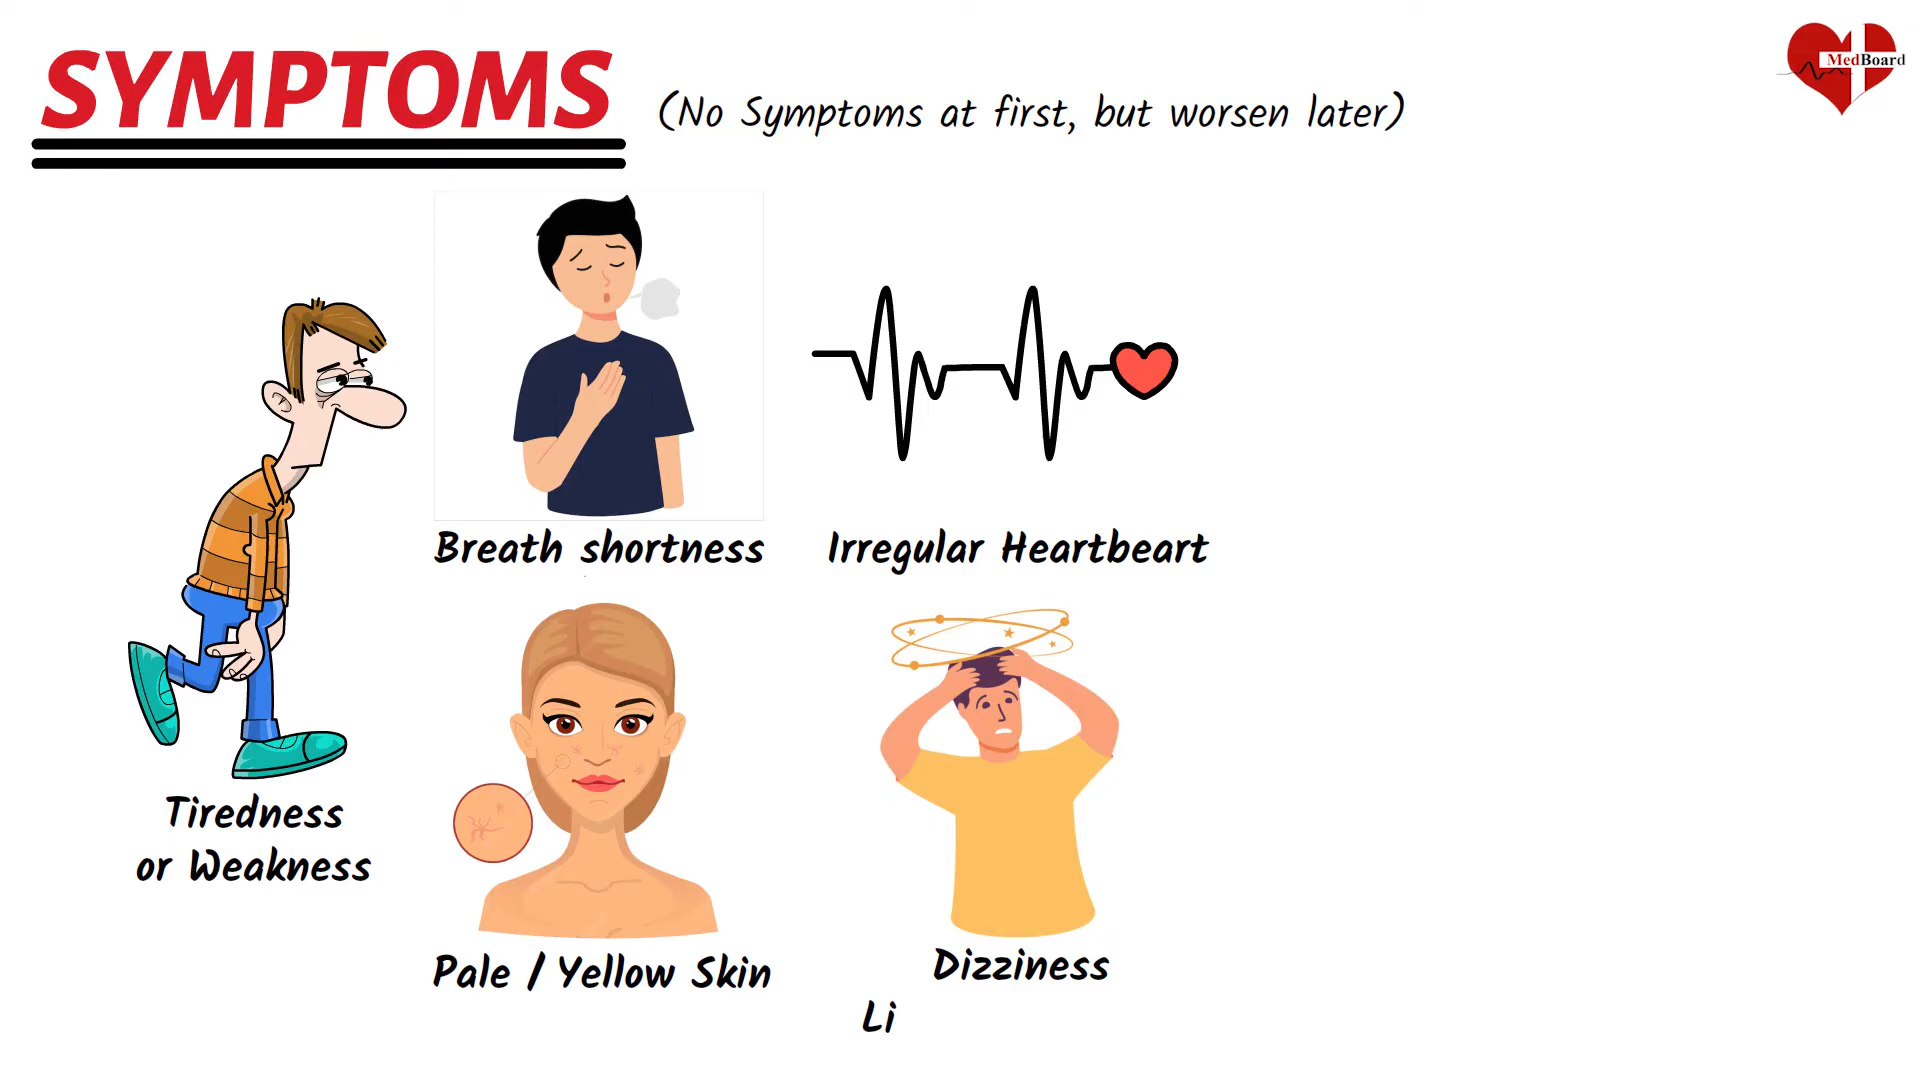 SYMPTOMS
(No Symptoms at first, but worsen later)
MedBoard
Breath shortness
Irregular Heartbeart
Tiredness
or Weakness
Pale / Yellow Skin
Dizziness
Li